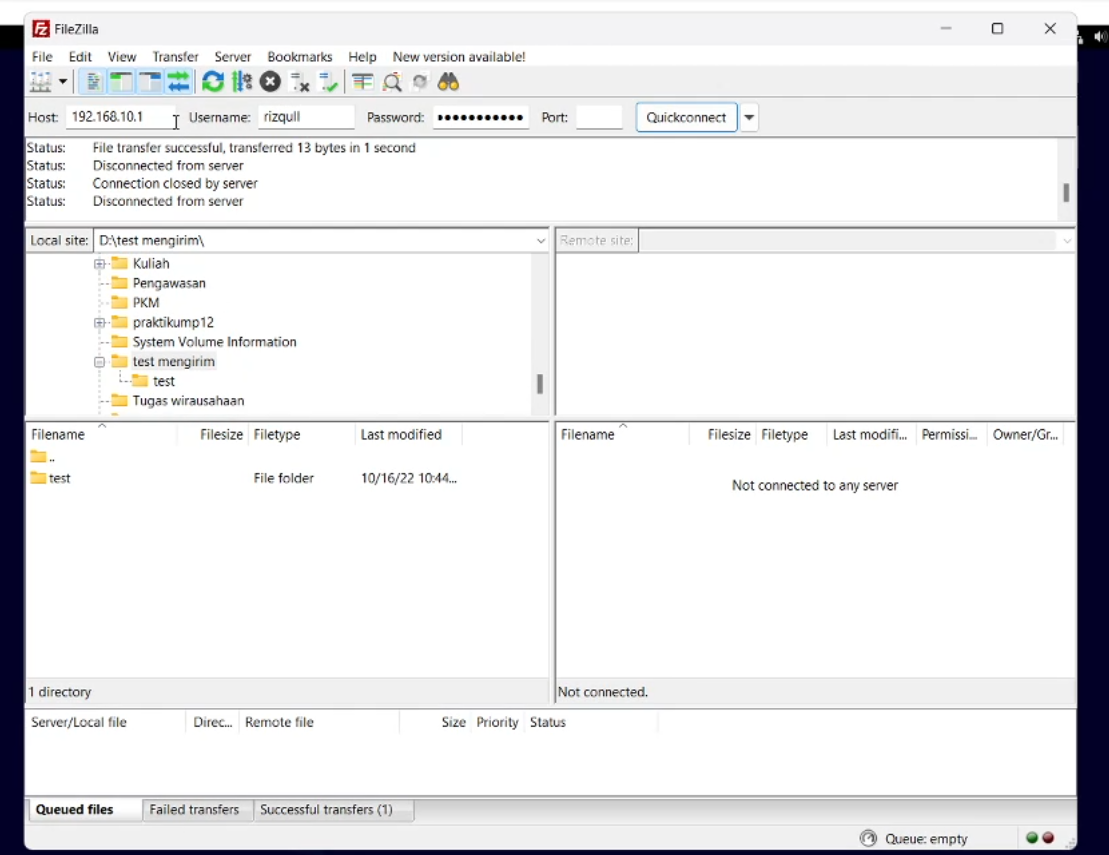 FileZilla
File Edit View Transfer Server Bookmarks Help New version available!
Host: 192.168.10.1 Username: rizqull Password: ●●●●●●●●●●● Port: Quickconnect
Status: File transfer successful, transferred 13 bytes in 1 second
Status: Disconnected from server
Status: Connection closed by server
Status: Disconnected from server
Local site: D:\test mengirim\ Remote site:
Kuliah
Pengawasan
PKM
praktikump12
System Volume Information
test mengirim
test
Tugas wirausahaan
Filename Filesize Filetype Last modified Filename Filesize Filetype Last modifi... Permissi... Owner/Gr...
..
test File folder 10/16/22 10:44...
Not connected to any server
1 directory Not connected.
Server/Local file Direc... Remote file Size Priority Status
Queued files Failed transfers Successful transfers (1)
Queue: empty